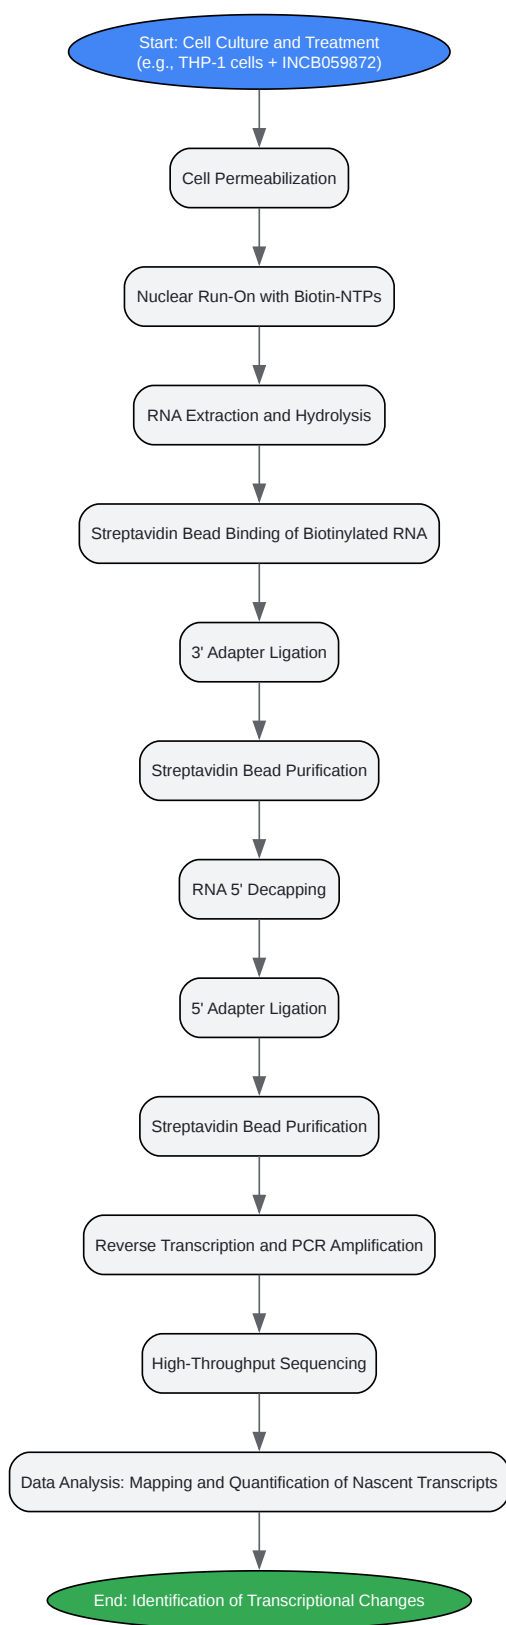 Start: Cell Culture and Treatment
(e.g., THP-1 cells + INCB059872)
Cell Permeabilization
Nuclear Run-On with Biotin-NTPs
RNA Extraction and Hydrolysis
Streptavidin Bead Binding of Biotinylated RNA
3' Adapter Ligation
Streptavidin Bead Purification
RNA 5' Decapping
5' Adapter Ligation
Streptavidin Bead Purification
Reverse Transcription and PCR Amplification
High-Throughput Sequencing
Data Analysis: Mapping and Quantification of Nascent Transcripts
End: Identification of Transcriptional Changes